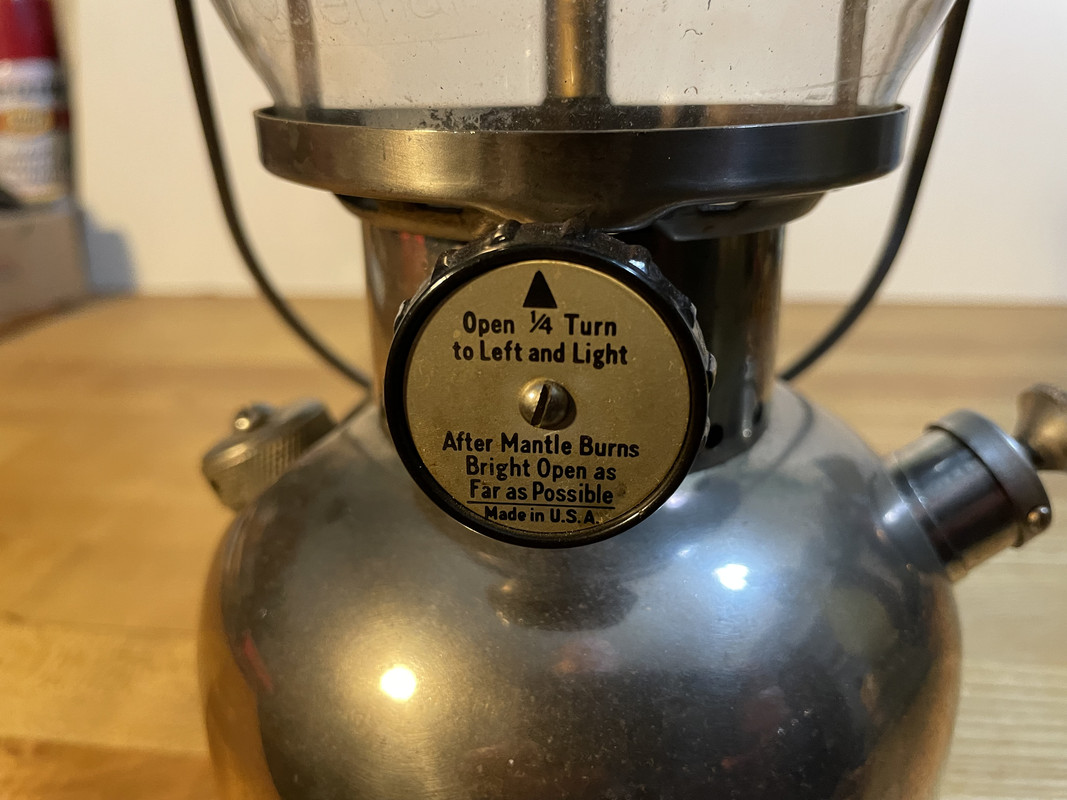 Open ¼ Turn
to Left and Light
After Mantle Burns
Bright Open as
Far as Possible
Made in U.S.A.